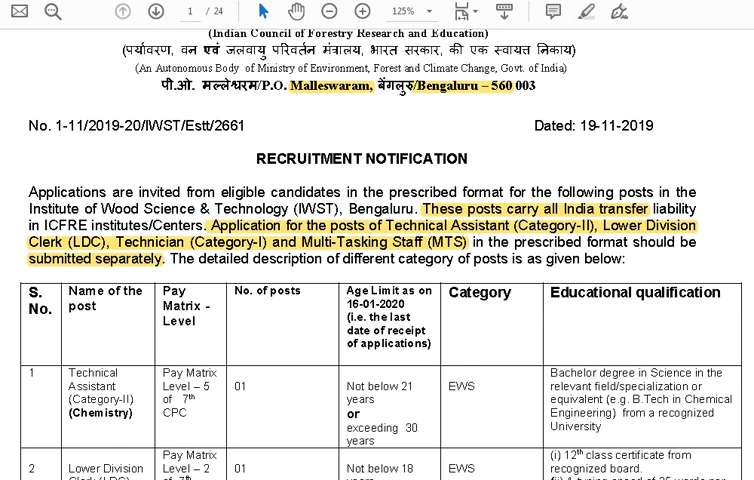 1 / 24
125%
(Indian Council of Forestry Research and Education)
(पर्यावरण, वन एवं जलवायु परिवर्तन मंत्रालय, भारत सरकार, की एक स्वायत्त निकाय)
(An Autonomous Body of Ministry of Environment, Forest and Climate Change, Govt. of India)
पी.ओ. मल्लेश्वरम/P.O. Malleswaram, बेंगलुरु/Bengaluru – 560 003
No. 1-11/2019-20/IWST/Estt/2661 Dated: 19-11-2019
RECRUITMENT NOTIFICATION
Applications are invited from eligible candidates in the prescribed format for the following posts in the
Institute of Wood Science & Technology (IWST), Bengaluru. These posts carry all India transfer liability
in ICFRE institutes/Centers. Application for the posts of Technical Assistant (Category-II), Lower Division
Clerk (LDC), Technician (Category-I) and Multi-Tasking Staff (MTS) in the prescribed format should be
submitted separately. The detailed description of different category of posts is as given below:
S. No.
Name of the post
Pay Matrix - Level
No. of posts
Age Limit as on 16-01-2020 (i.e. the last date of receipt of applications)
Category
Educational qualification
1
Technical Assistant (Category-II) (Chemistry)
Pay Matrix Level – 5 of 7th CPC
01
Not below 21 years or exceeding 30 years
EWS
Bachelor degree in Science in the relevant field/specialization or equivalent (e.g. B.Tech in Chemical Engineering) from a recognized University
2
Lower Division
Pay Matrix Level – 2
01
Not below 18
EWS
(i) 12th class certificate from recognized board.